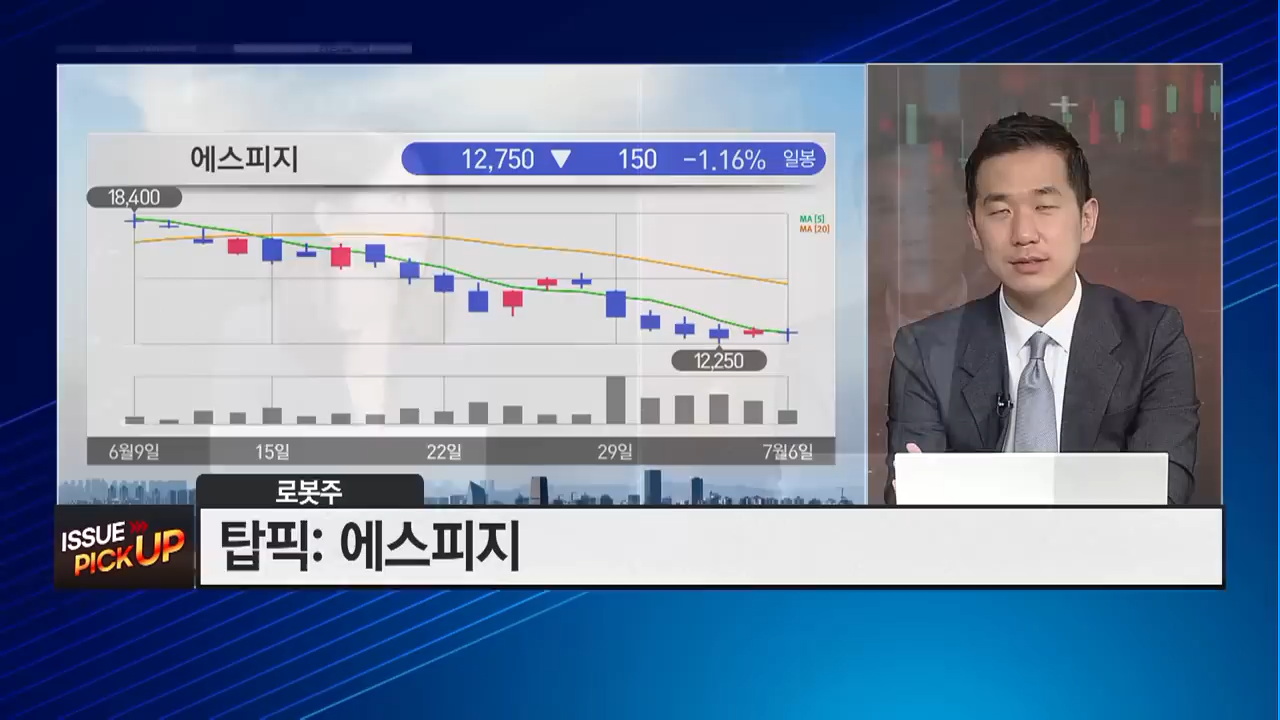 에스피지
12,750 ▼ 150 -1.16% 일봉
18,400
MA [5]
MA [20]
12,250
6월9일 15일 22일 29일 7월6일
로봇주
ISSUE
PICK UP
탑픽: 에스피지